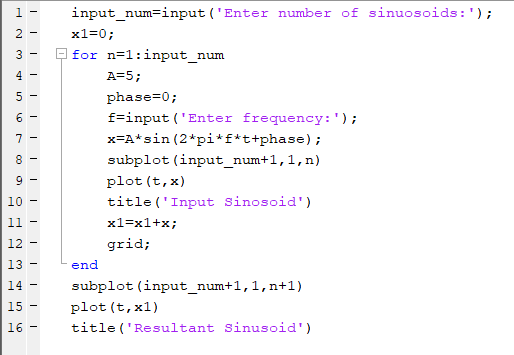 1 - input_num=input('Enter number of sinuosoids:');
2 - x1=0;
3 - for n=1:input_num
4 - A=5;
5 - phase=0;
6 - f=input('Enter frequency:');
7 - x=A*sin(2*pi*f*t+phase);
8 - subplot(input_num+1,1,n)
9 - plot(t,x)
10 - title('Input Sinosoid')
11 - x1=x1+x;
12 - grid;
13 - end
14 - subplot(input_num+1,1,n+1)
15 - plot(t,x1)
16 - title('Resultant Sinusoid')